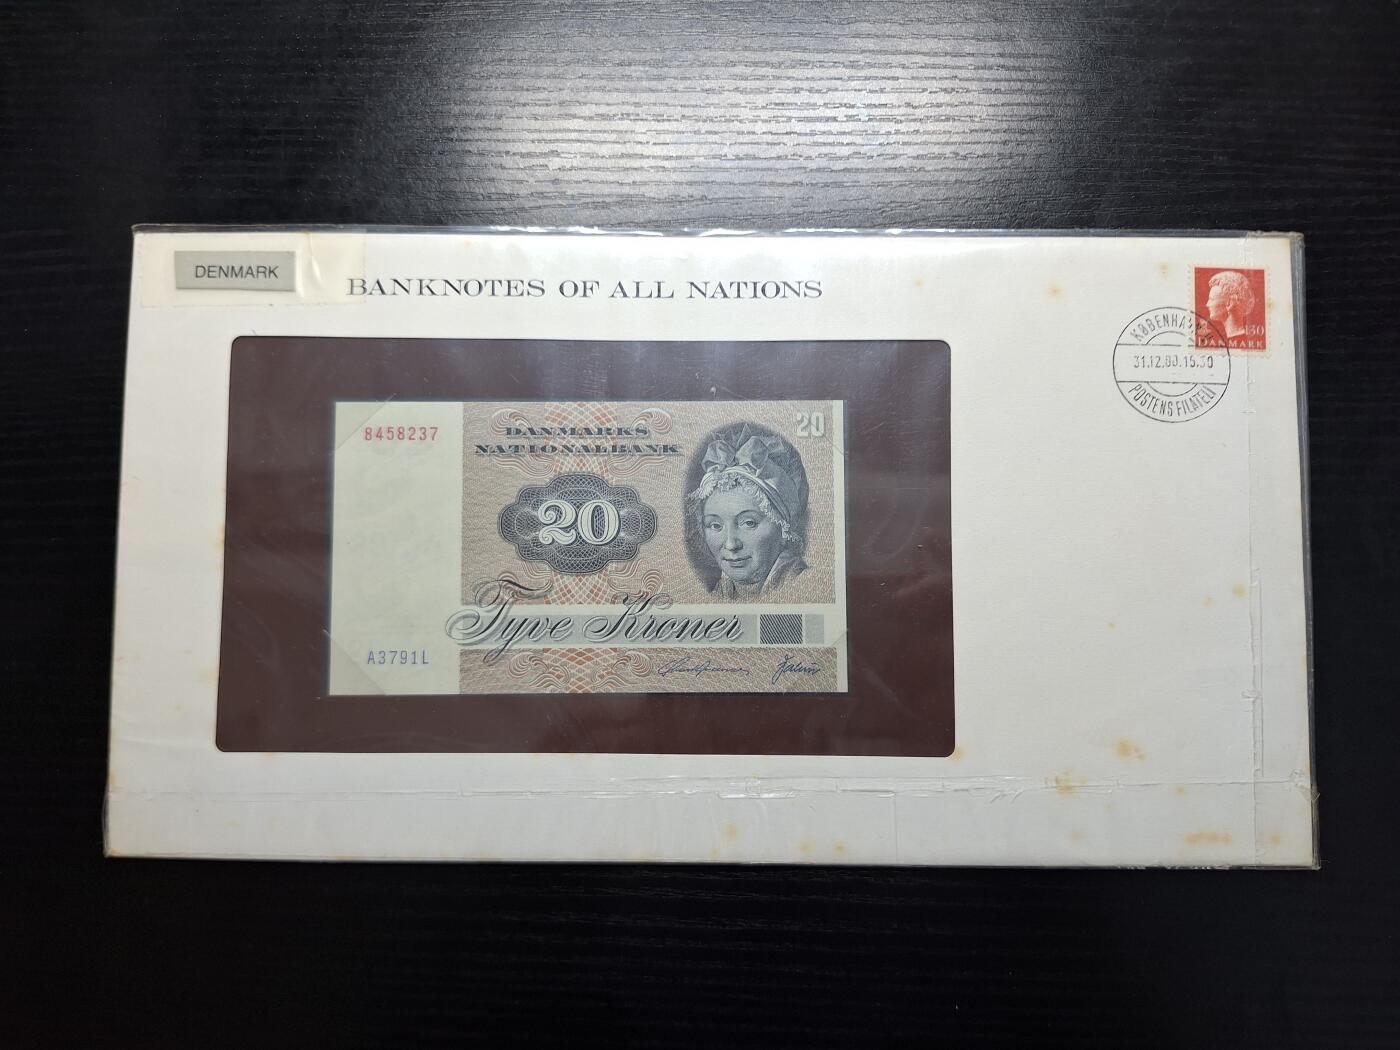 DENMARK
BANKNOTES OF ALL NATIONS
130
DANMARK
KØBENHAVN
31.12.80.15.30
POSTENS FILATELI
8458237
DANMARKS
NATIONALBANK
20
20
Tyve Kroner
A3791L